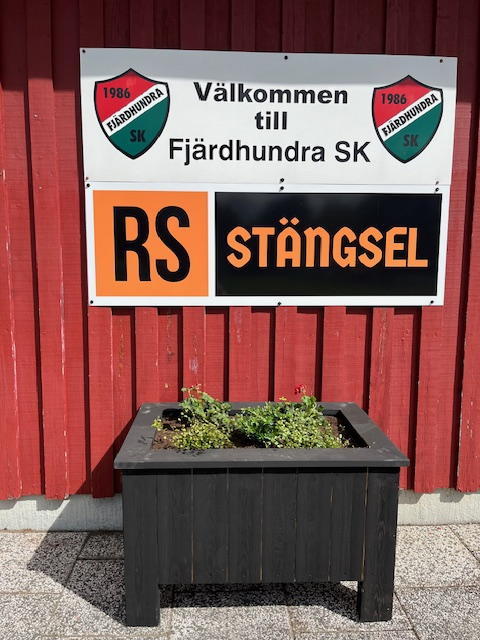 1986
FJÄRDHUNDRA
SK
Välkommen
till
Fjärdhundra SK
1986
FJÄRDHUNDRA
SK
RS
STÄNGSEL